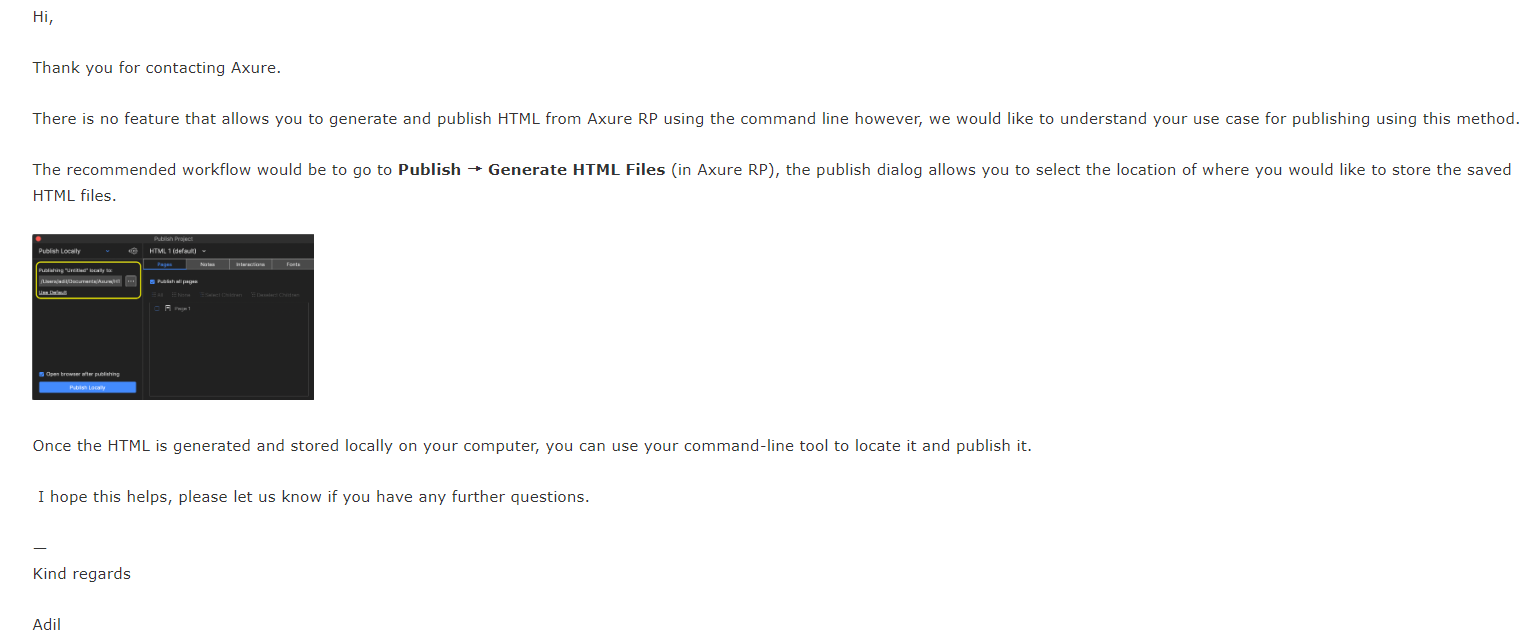 Hi,
Thank you for contacting Axure.
There is no feature that allows you to generate and publish HTML from Axure RP using the command line however, we would like to understand your use case for publishing using this method.
The recommended workflow would be to go to Publish → Generate HTML Files (in Axure RP), the publish dialog allows you to select the location of where you would like to store the saved
HTML files.
Publish Project
Publish Locally
HTML 1 (default)
Pages Notes Interactions Fonts
Publishing "Untitled" locally to:
/Users/adil/Documents/Axure/HT
Use Default
Publish all pages
All None Select Children Deselect Children
Page 1
Open browser after publishing
Publish Locally
Once the HTML is generated and stored locally on your computer, you can use your command-line tool to locate it and publish it.
I hope this helps, please let us know if you have any further questions.
—
Kind regards
Adil